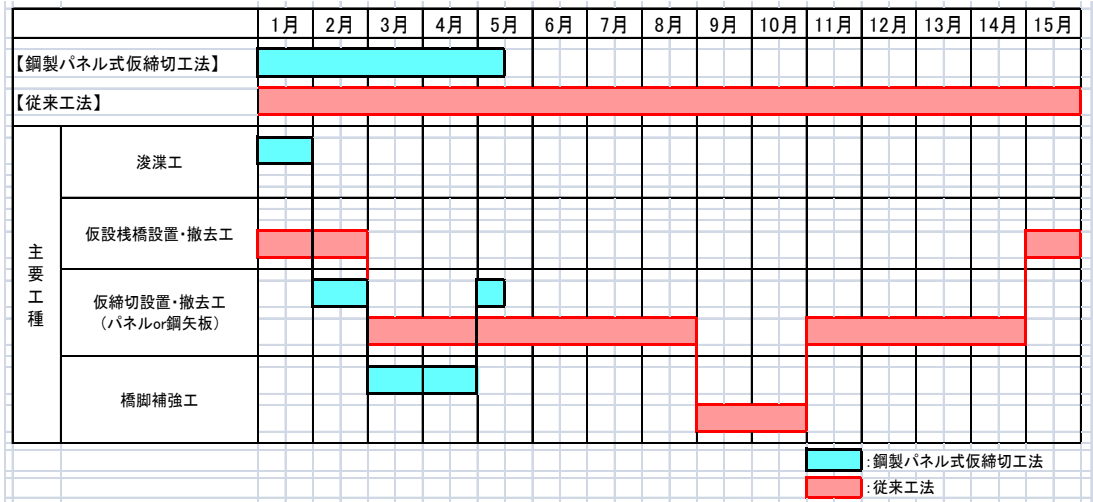 1月 2月 3月 4月 5月 6月 7月 8月 9月 10月 11月 12月 13月 14月 15月
【鋼製パネル式仮締切工法】
【従来工法】
主要工種
浚渫工
仮設桟橋設置・撤去工
仮締切設置・撤去工
（パネルor鋼矢板）
橋脚補強工
：鋼製パネル式仮締切工法
：従来工法